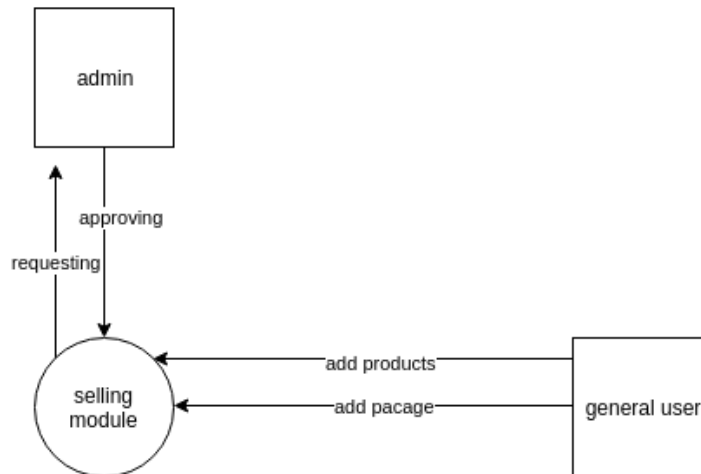 admin
approving
requesting
add products
selling
module
add pacage
general user